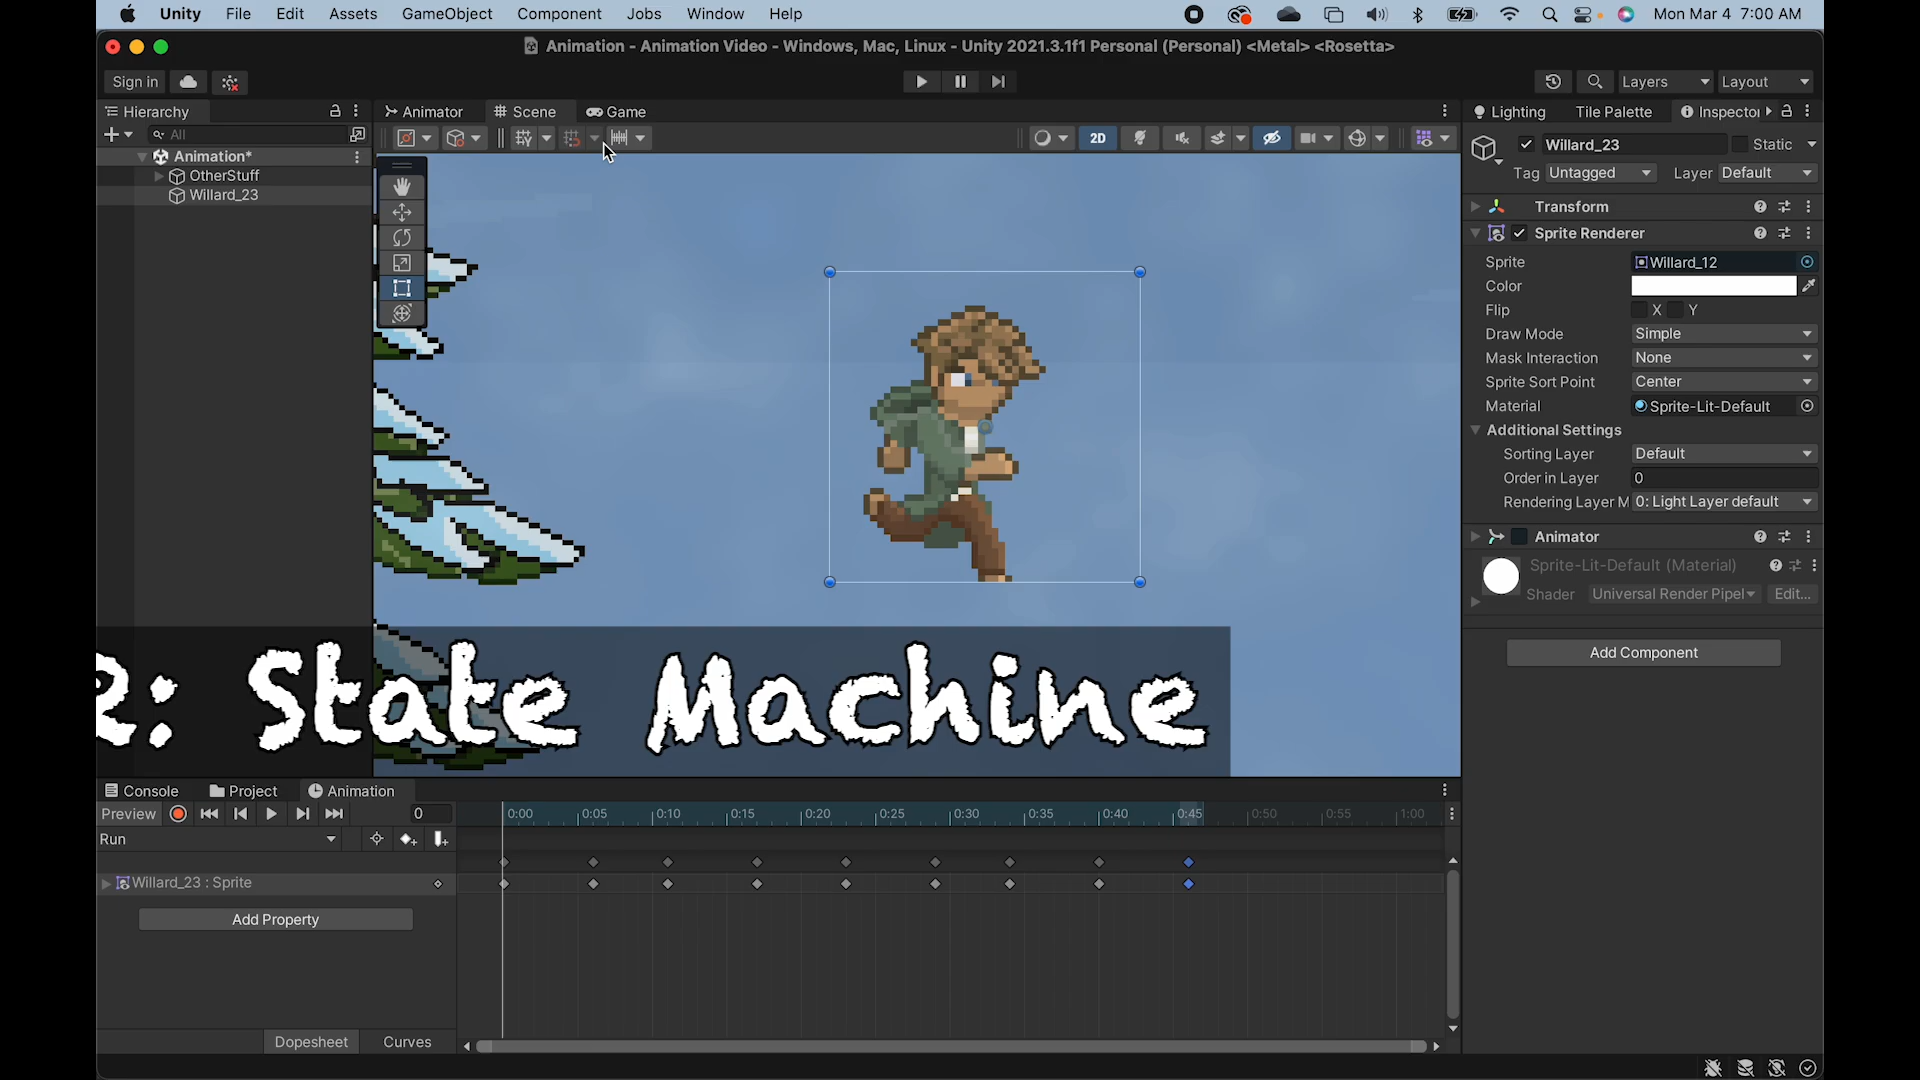 Unity File Edit Assets GameObject Component Jobs Window Help Mon Mar 4 7:00 AM
Animation - Animation Video - Windows, Mac, Linux - Unity 2021.3.1f1 Personal (Personal) <Metal> <Rosetta>
Sign in Layers Layout
Hierarchy Animator Scene Game Lighting Tile Palette Inspector
All 2D
Willard_23 Static
Animation*
OtherStuff
Willard_23
Tag Untagged Layer Default
Transform
Sprite Renderer
Sprite Willard_12
Color
Flip X Y
Draw Mode Simple
Mask Interaction None
Sprite Sort Point Center
Material Sprite-Lit-Default
Additional Settings
Sorting Layer Default
Order in Layer 0
Rendering Layer M 0: Light Layer default
Animator
Sprite-Lit-Default (Material)
Shader Universal Render Pipel Edit...
Add Component
2: State Machine
Console Project Animation
Preview 0 0:00 0:05 0:10 0:15 0:20 0:25 0:30 0:35 0:40 0:45 0:50 0:55 1:00
Run
Willard_23 : Sprite
Add Property
Dopesheet Curves